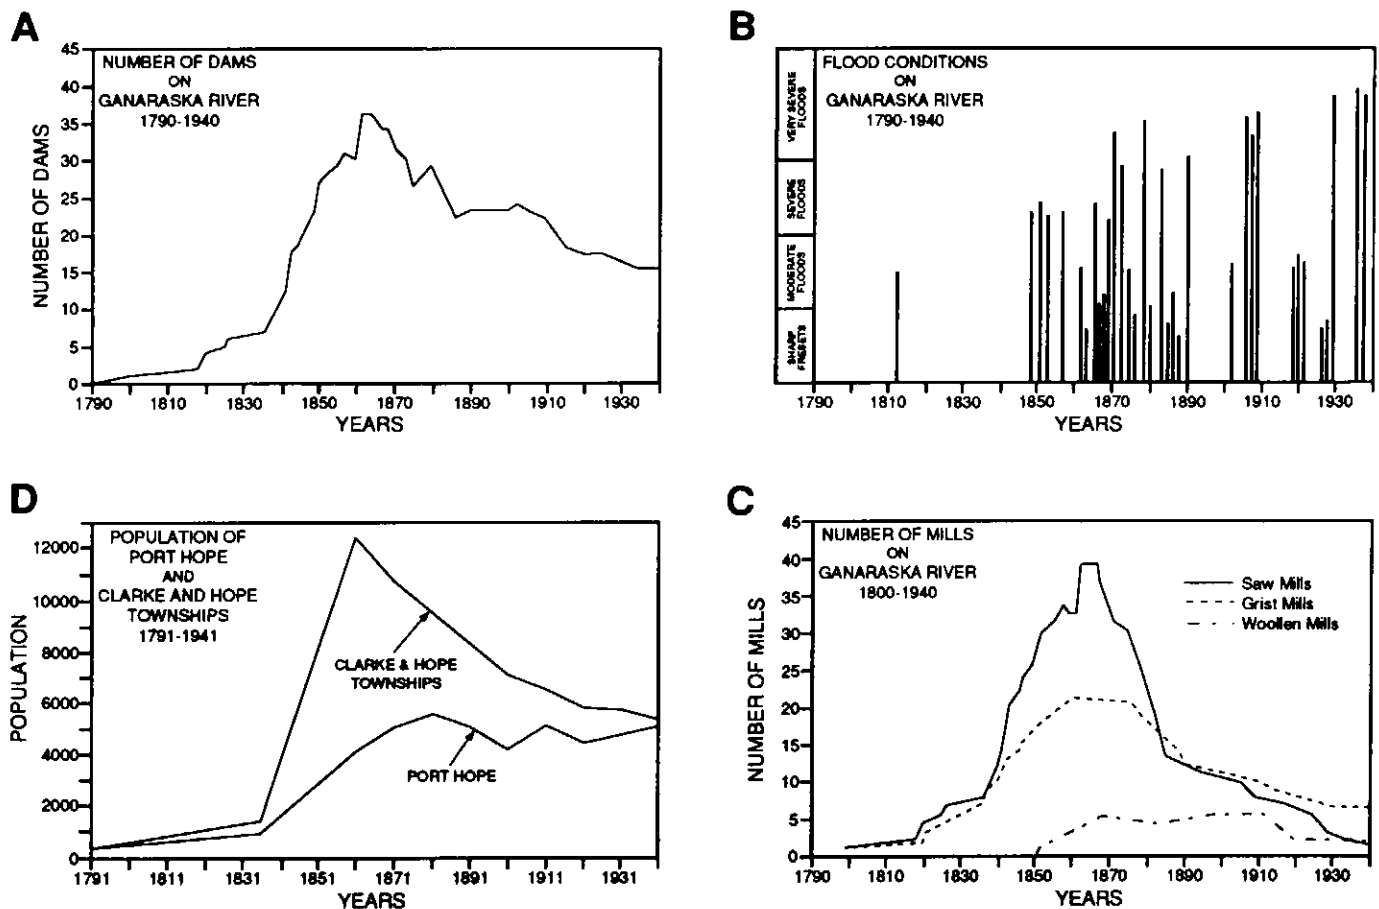 A
NUMBER OF DAMS
ON
GANARASKA RIVER
1790-1940
NUMBER OF DAMS
45
40
35
30
25
20
15
10
5
0
1790
1811
1830
1850
1870
1890
1910
1930
YEARS
B
FLOOD CONDITIONS
ON
GANARASKA RIVER
1790-1940
VERY SEVERE
FLOODS
SEVERE
FLOODS
MODERATE
FLOODS
SHARP
FRESETS
1790
1810
1830
1850
1870
1890
1910
1930
YEARS
D
POPULATION OF
PORT HOPE
AND
CLARKE AND HOPE
TOWNSHIPS
1791-1941
POPULATION
12000
10000
8000
6000
4000
2000
0
CLARKE & HOPE
TOWNSHIPS
PORT HOPE
1791
1811
1831
1851
1871
1891
1911
1931
YEARS
C
NUMBER OF MILLS
ON
GANARASKA RIVER
1800-1940
Saw Mills
Grist Mills
Woollen Mills
NUMBER OF MILLS
45
40
35
30
25
20
15
10
5
0
1790
1810
1830
1850
1870
1890
1910
1930
YEARS